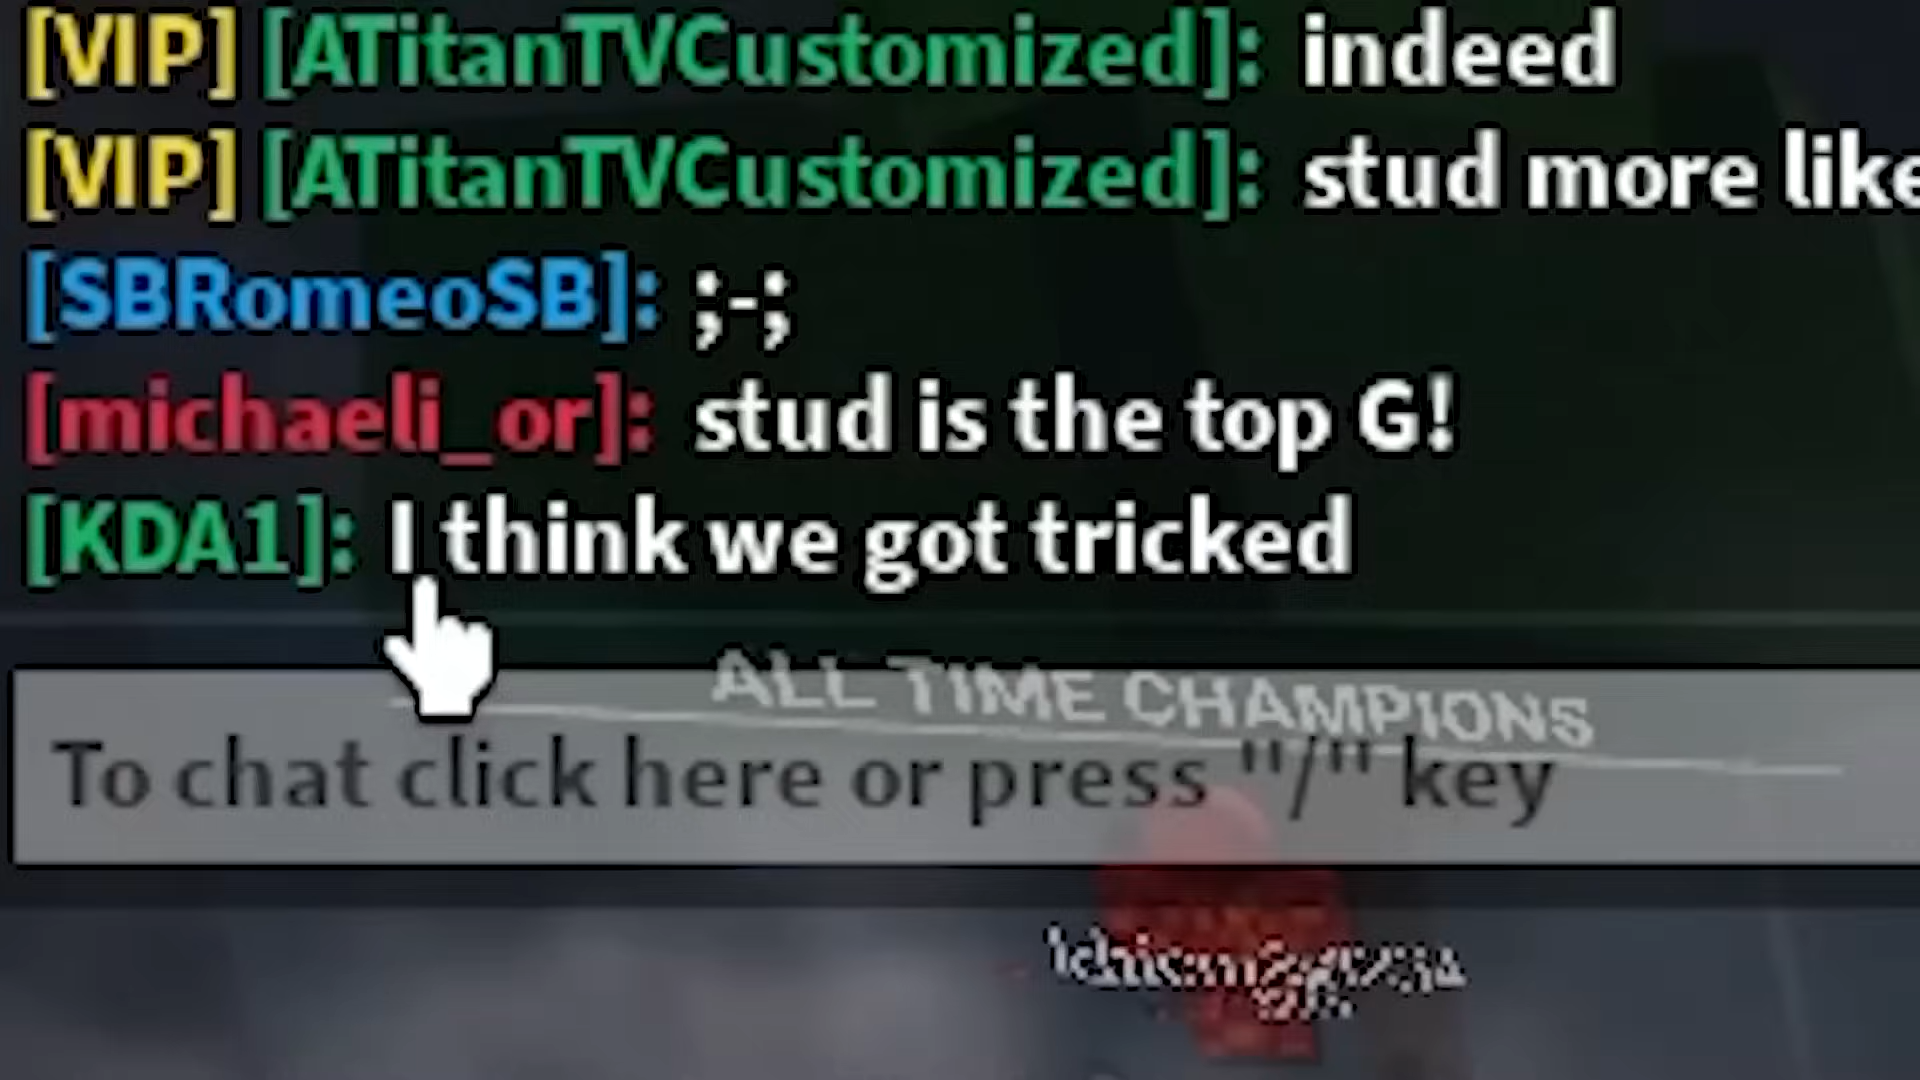 [VIP] [ATitanTVCustomized]: indeed
[VIP] [ATitanTVCustomized]: stud more like
[SBRomeoSB]: ;-;
[michaeli_or]: stud is the top G!
[KDA1]: I think we got tricked
ALL TIME CHAMPIONS
To chat click here or press "/" key